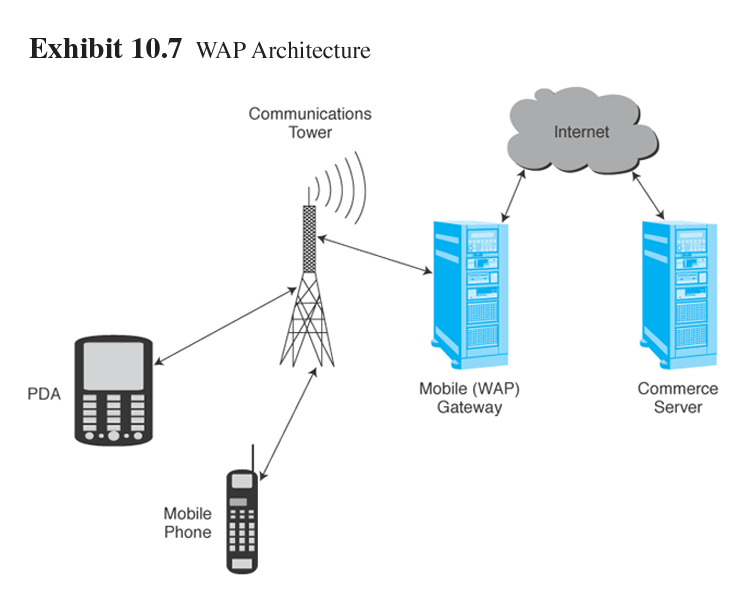 Exhibit 10.7 WAP Architecture
Communications
Tower
Internet
PDA
Mobile (WAP)
Gateway
Commerce
Server
Mobile
Phone